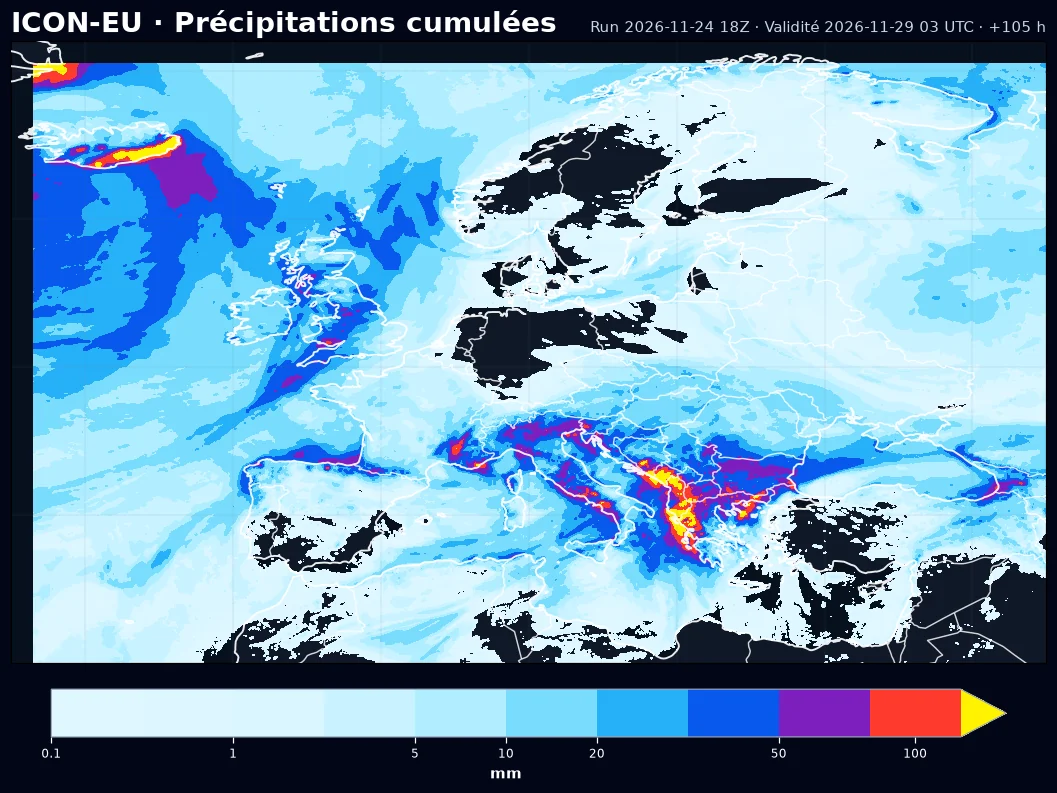 ICON-EU · Précipitations cumulées
Run 2026-11-24 18Z · Validité 2026-11-29 03 UTC · +105 h
0.1 1 5 10 20 50 100
mm